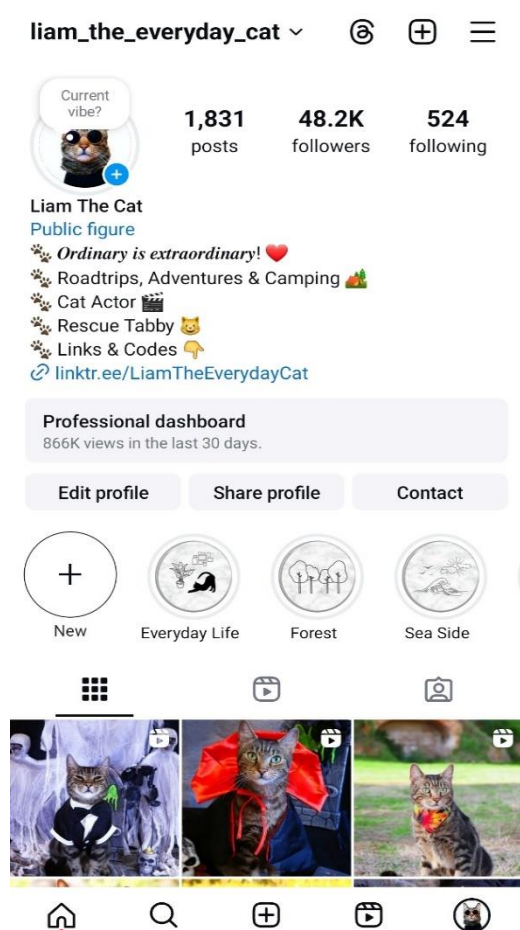 liam_the_everyday_cat
Current
vibe?
1,831
posts
48.2K
followers
524
following
Liam The Cat
Public figure
🐾 Ordinary is extraordinary! ❤️
🐾 Roadtrips, Adventures & Camping 🏕️
🐾 Cat Actor 🎬
🐾 Rescue Tabby 😺
🐾 Links & Codes 👇
linktr.ee/LiamTheEverydayCat
Professional dashboard
866K views in the last 30 days.
Edit profile
Share profile
Contact
New
Everyday Life
Forest
Sea Side